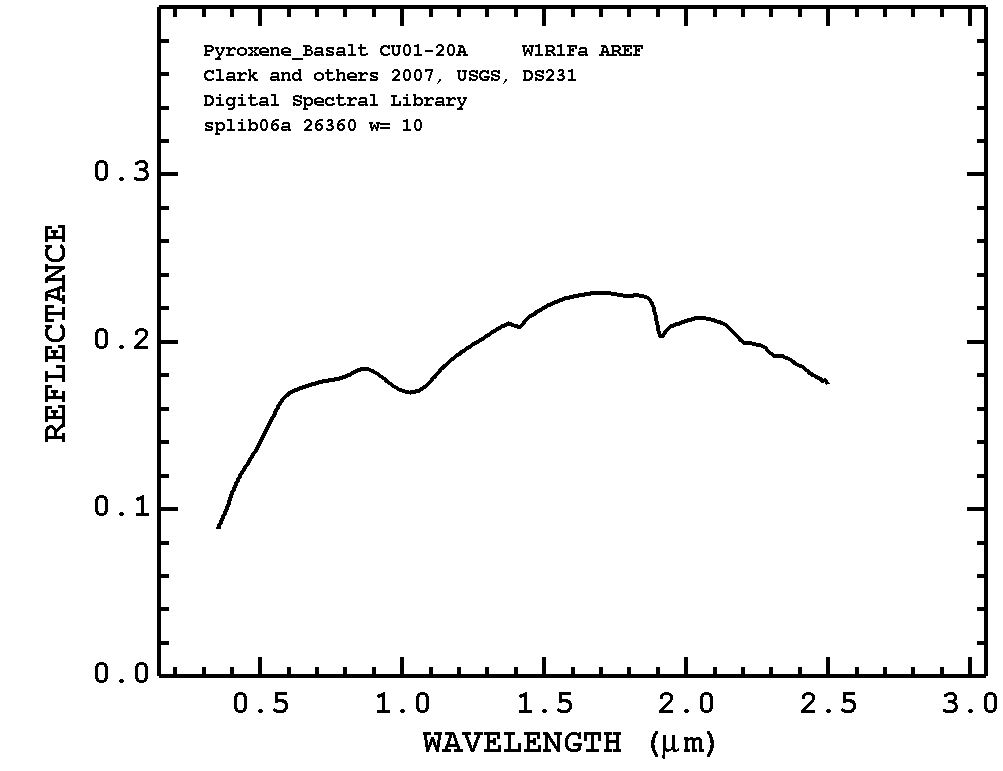 Pyroxene_Basalt CU01-20A W1R1Fa AREF
Clark and others 2007, USGS, DS231
Digital Spectral Library
splib06a 26360 w= 10
0.3
0.2
0.1
0.0
REFLECTANCE
0.5 1.0 1.5 2.0 2.5 3.0
WAVELENGTH (μm)